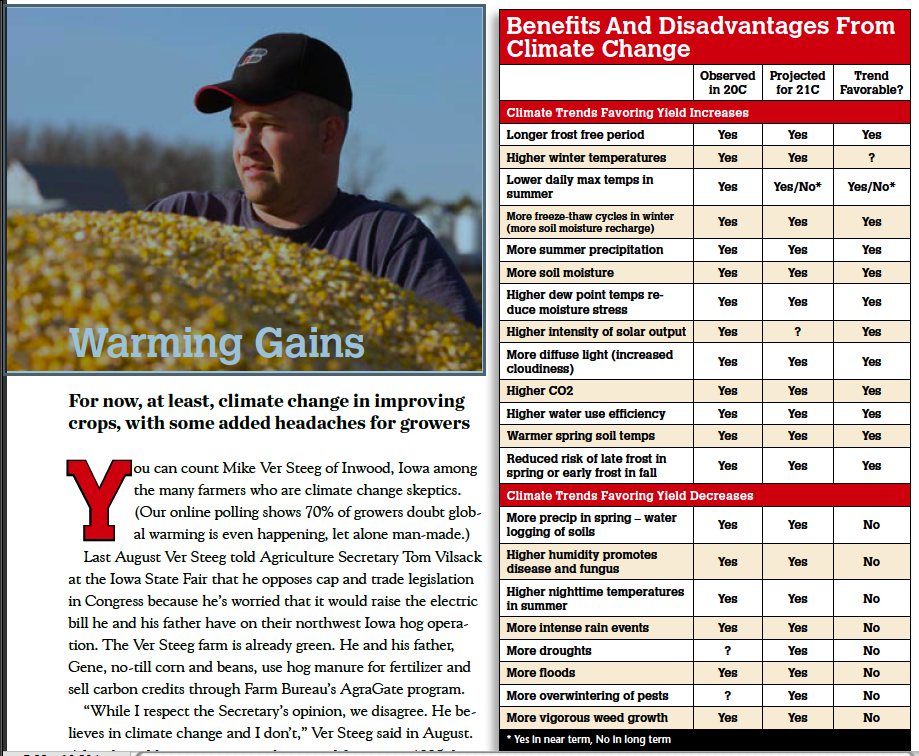 Warming Gains
For now, at least, climate change in improving
crops, with some added headaches for growers
You can count Mike Ver Steeg of Inwood, Iowa among
the many farmers who are climate change skeptics.
(Our online polling shows 70% of growers doubt glob-
al warming is even happening, let alone man-made.)
Last August Ver Steeg told Agriculture Secretary Tom Vilsack
at the Iowa State Fair that he opposes cap and trade legislation
in Congress because he's worried that it would raise the electric
bill he and his father have on their northwest Iowa hog opera-
tion. The Ver Steeg farm is already green. He and his father,
Gene, no-till corn and beans, use hog manure for fertilizer and
sell carbon credits through Farm Bureau's AgraGate program.
"While I respect the Secretary's opinion, we disagree. He be-
lieves in climate change and I don't," Ver Steeg said in August.
Benefits And Disadvantages From
Climate Change
Observed in 20C Projected for 21C Trend Favorable?
Climate Trends Favoring Yield Increases
Longer frost free period Yes Yes Yes
Higher winter temperatures Yes Yes ?
Lower daily max temps in
summer Yes Yes/No* Yes/No*
More freeze-thaw cycles in winter
(more soil moisture recharge) Yes Yes Yes
More summer precipitation Yes Yes Yes
More soil moisture Yes Yes Yes
Higher dew point temps re-
duce moisture stress Yes Yes Yes
Higher intensity of solar output Yes ? Yes
More diffuse light (increased
cloudiness) Yes Yes Yes
Higher CO2 Yes Yes Yes
Higher water use efficiency Yes Yes Yes
Warmer spring soil temps Yes Yes Yes
Reduced risk of late frost in
spring or early frost in fall Yes Yes Yes
Climate Trends Favoring Yield Decreases
More precip in spring – water
logging of soils Yes Yes No
Higher humidity promotes
disease and fungus Yes Yes No
Higher nighttime temperatures
in summer Yes Yes No
More intense rain events Yes Yes No
More droughts ? Yes No
More floods Yes Yes No
More overwintering of pests ? Yes No
More vigorous weed growth Yes Yes No
* Yes in near term, No in long term